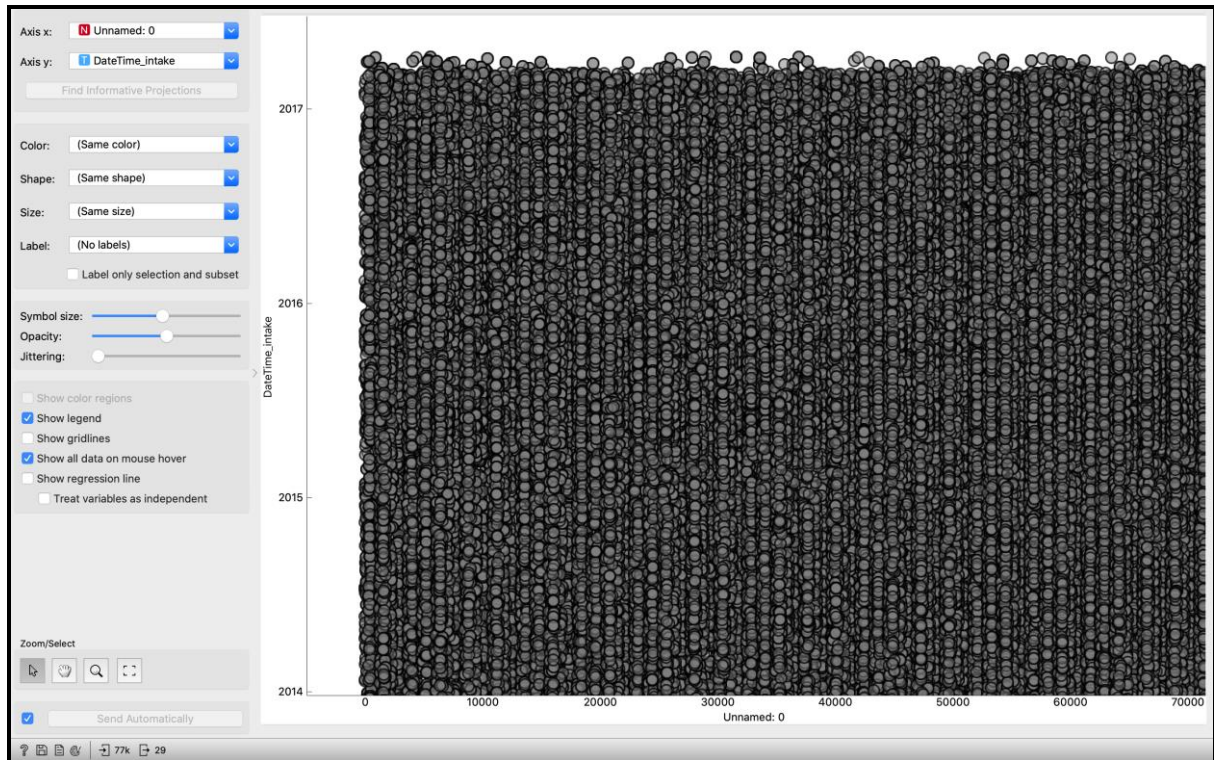 Axis x: N Unnamed: 0
Axis y: T DateTime_intake
Find Informative Projections
Color: (Same color)
Shape: (Same shape)
Size: (Same size)
Label: (No labels)
Label only selection and subset
Symbol size:
Opacity:
Jittering:
Show color regions
Show legend
Show gridlines
Show all data on mouse hover
Show regression line
Treat variables as independent
Zoom/Select
Send Automatically
? 77k 29
2017
2016
2015
2014
DateTime_intake
0 10000 20000 30000 40000 50000 60000 70000
Unnamed: 0